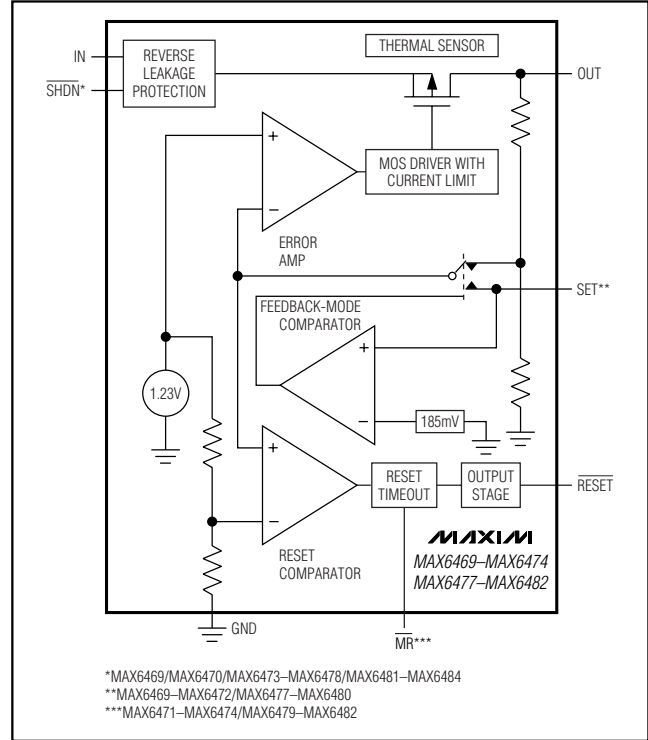 THERMAL SENSOR
IN
REVERSE
LEAKAGE
PROTECTION
SHDN*
OUT
+
MOS DRIVER WITH
CURRENT LIMIT
−
ERROR
AMP
SET**
FEEDBACK-MODE
COMPARATOR
+
1.23V
−
185mV
+
RESET
TIMEOUT
OUTPUT
STAGE
RESET
−
MAXIM
RESET
COMPARATOR
MAX6469–MAX6474
MAX6477–MAX6482
GND
MR***
*MAX6469/MAX6470/MAX6473–MAX6478/MAX6481–MAX6484
**MAX6469–MAX6472/MAX6477–MAX6480
***MAX6471–MAX6474/MAX6479–MAX6482